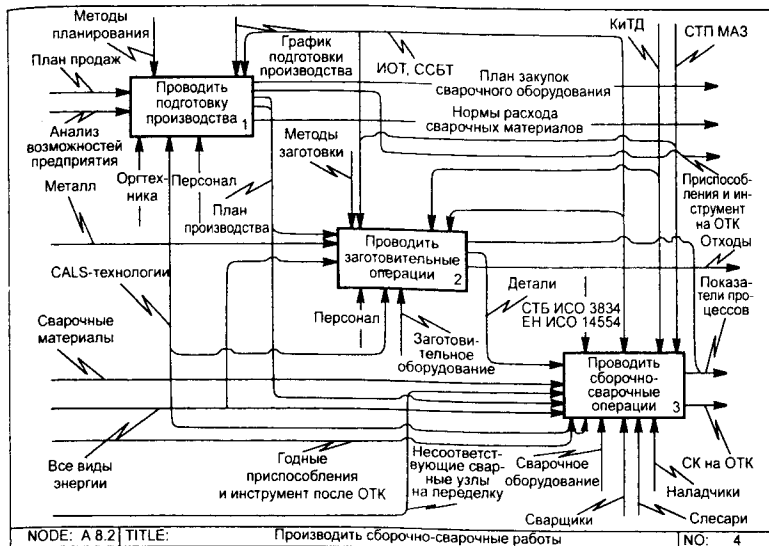 Методы
планирования
План продаж
Анализ
возможностей
предприятия
Проводить
подготовку
производства
1
График
подготовки
производства
ИОТ, ССБТ
КиТД
СТП МАЗ
План закупок
сварочного оборудования
Нормы расхода
сварочных материалов
Методы
заготовки
Оргтех-
ника
Персонал
План
производства
Металл
CALS-технологии
Приспособ-
ления и ин-
струмент
на ОТК
Отходы
Проводить
заготовительные
операции
2
Персонал
Заготови-
тельное
оборудование
Детали
СТБ ИСО 3834
ЕН ИСО 14554
Показа-
тели про-
цессов
Сварочные
материалы
Проводить
сборочно-
сварочные
операции
3
Все виды
энергии
Годные
приспособления
и инструмент после ОТК
Несоответст-
вующие свар-
ные узлы
на переделку
Сварочное
оборудование
СК на ОТК
Наладчики
Сварщики
Слесари
NODE: A 8.2
TITLE:
Производить сборочно-сварочные работы
NO: 4